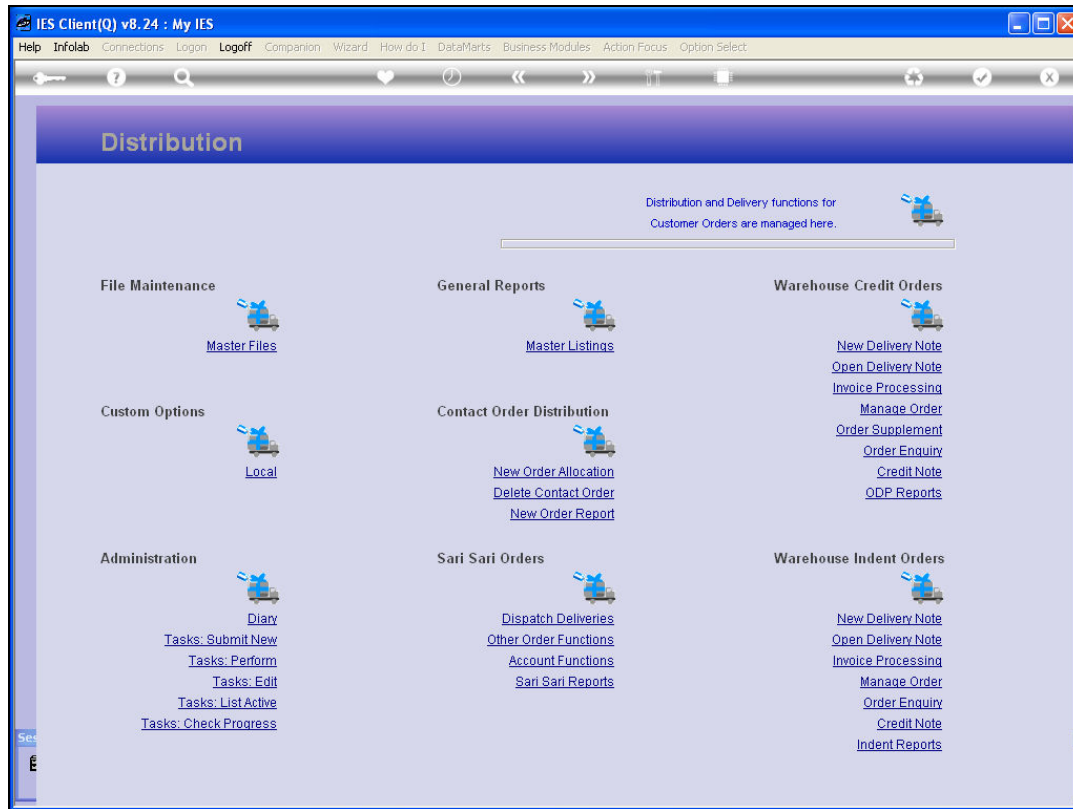 IES Client(Q) v8.24 : My IES
Help Infolab Connections Logon Logoff Companion Wizard How do I DataMarts Business Modules Action Focus Option Select
Distribution
Distribution and Delivery functions for
Customer Orders are managed here.
File Maintenance
Master Files
General Reports
Master Listings
Warehouse Credit Orders
New Delivery Note
Open Delivery Note
Invoice Processing
Manage Order
Order Supplement
Order Enquiry
Credit Note
ODP Reports
Custom Options
Local
Contact Order Distribution
New Order Allocation
Delete Contact Order
New Order Report
Administration
Diary
Tasks: Submit New
Tasks: Perform
Tasks: Edit
Tasks: List Active
Tasks: Check Progress
Sari Sari Orders
Dispatch Deliveries
Other Order Functions
Account Functions
Sari Sari Reports
Warehouse Indent Orders
New Delivery Note
Open Delivery Note
Invoice Processing
Manage Order
Order Enquiry
Credit Note
Indent Reports